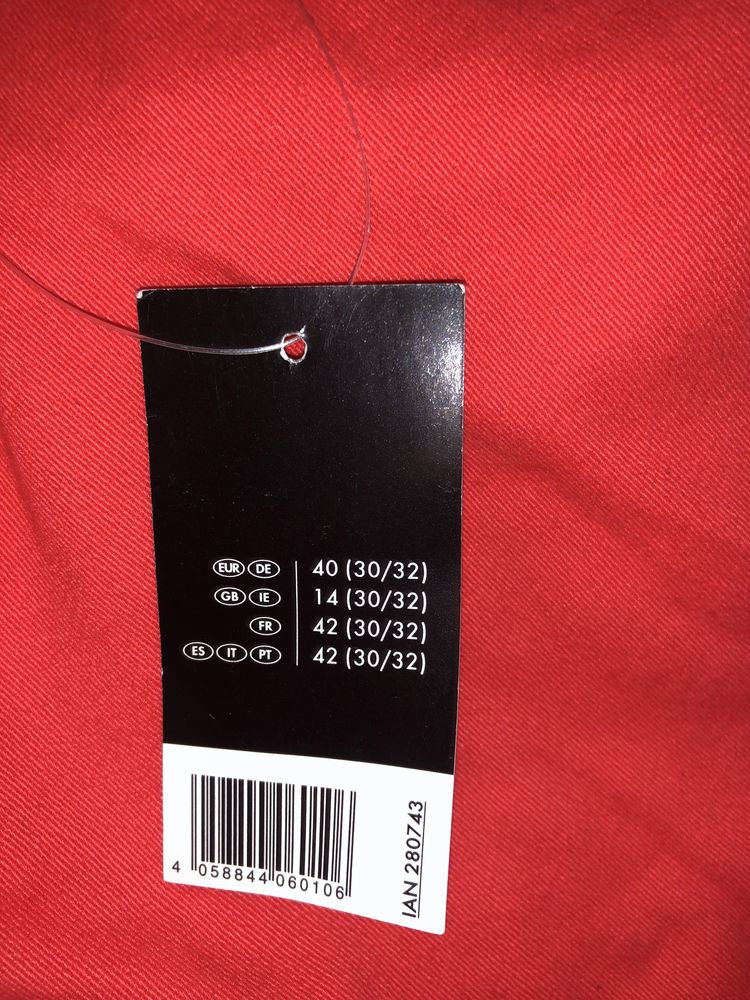 EUR DE 40 (30/32)
GB IE 14 (30/32)
FR 42 (30/32)
ES IT PT 42 (30/32)
4 058844 060106
IAN 280743